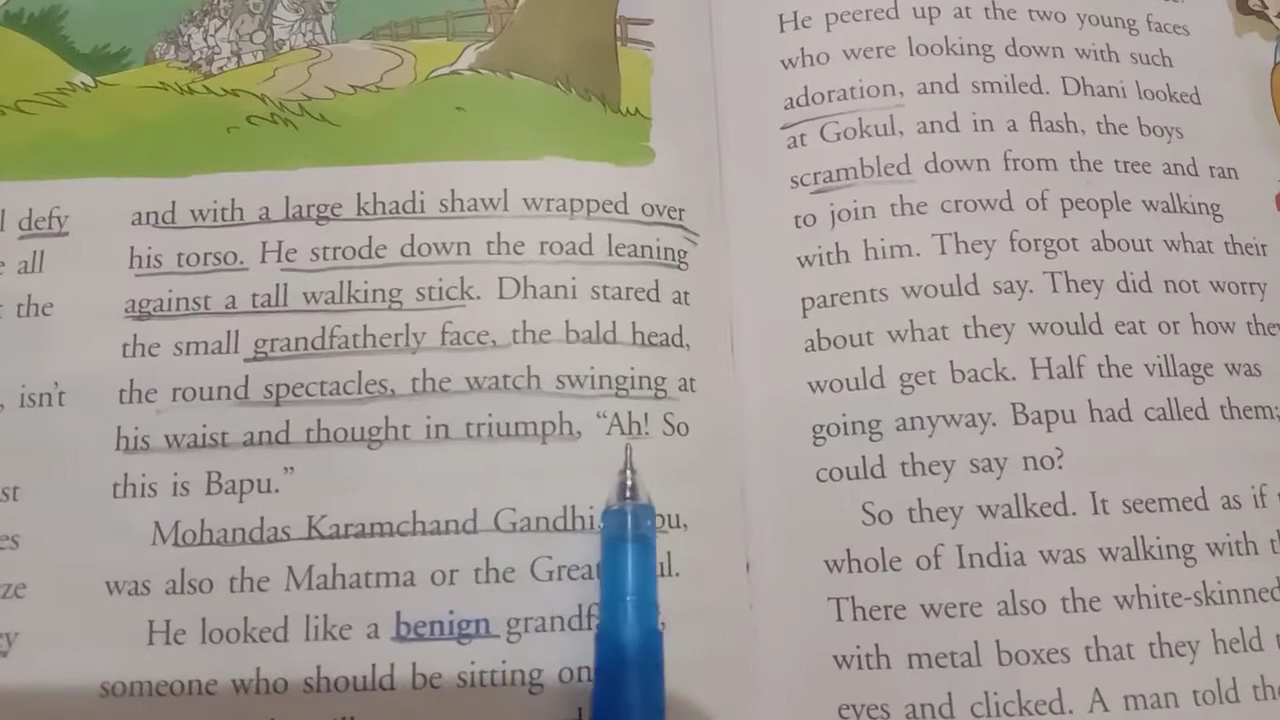 defy
all
the
isn't
st
es
ze
and with a large khadi shawl wrapped over
his torso. He strode down the road leaning
against a tall walking stick. Dhani stared at
the small grandfatherly face, the bald head,
the round spectacles, the watch swinging at
his waist and thought in triumph, “Ah! So
this is Bapu.”
Mohandas Karamchand Gandhi,
was also the Mahatma or the
He looked like a benign
someone who should be sitting on
He peered up at the two young faces
who were looking down with such
adoration, and smiled. Dhani looked
at Gokul, and in a flash, the boys
scrambled down from the tree and ran
to join the crowd of people walking
with him. They forgot about what their
parents would say. They did not worry
about what they would eat or how
would get back. Half the village was
going anyway. Bapu had called them;
could they say no?
So they walked. It seemed as if
whole of India was walking with
There were also the white-skinned
with metal boxes that they held
eyes and clicked. A man told